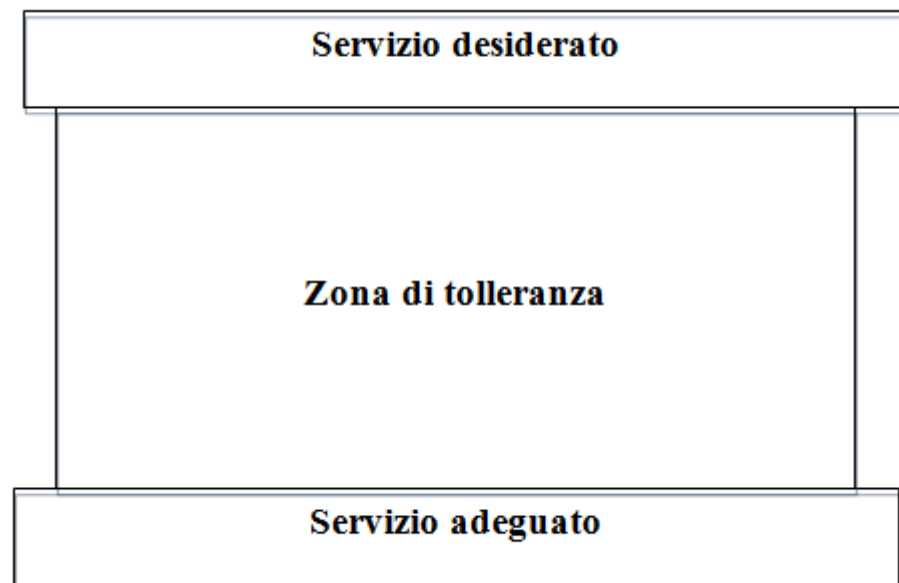 Servizio desiderato
Zona di tolleranza
Servizio adeguato